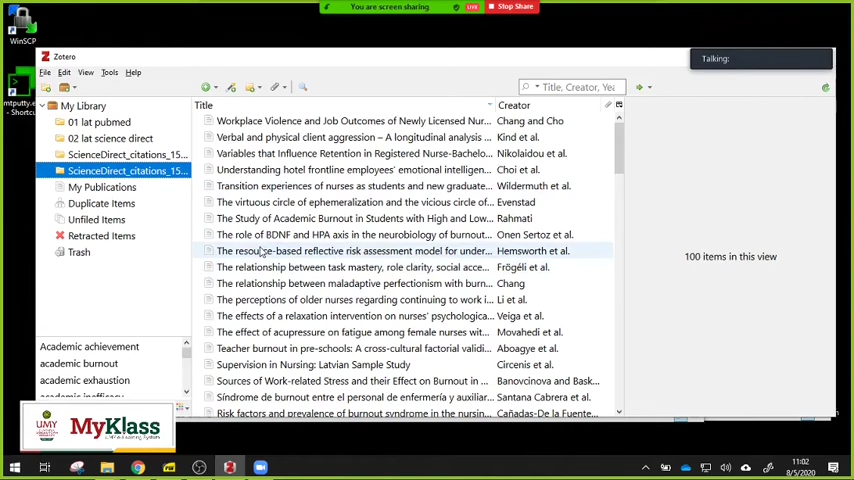 You are screen sharing
LIVE
Stop Share
WinSCP
Zotero
Talking:
File Edit View Tools Help
Title, Creator, Year
My Library
01 lat pubmed
02 lat science direct
ScienceDirect_citations_15...
ScienceDirect_citations_15...
My Publications
Duplicate Items
Unfiled Items
Retracted Items
Trash
Title Creator
Workplace Violence and Job Outcomes of Newly Licensed Nur... Chang and Cho
Verbal and physical client aggression – A longitudinal analysis ... Kind et al.
Variables that Influence Retention in Registered Nurse-Bachelo... Nikolaidou et al.
Understanding hotel frontline employees' emotional intelligen... Choi et al.
Transition experiences of nurses as students and new graduate... Wildermuth et al.
The virtuous circle of ephemeralization and the vicious circle of... Evenstad
The Study of Academic Burnout in Students with High and Low... Rahmati
The role of BDNF and HPA axis in the neurobiology of burnout... Onen Sertoz et al.
The resource-based reflective risk assessment model for under... Hemsworth et al.
The relationship between task mastery, role clarity, social acce... Frögéli et al.
The relationship between maladaptive perfectionism with burn... Chang
The perceptions of older nurses regarding continuing to work i... Li et al.
The effects of a relaxation intervention on nurses' psychologica... Veiga et al.
The effect of acupressure on fatigue among female nurses wit... Movahedi et al.
Teacher burnout in pre-schools: A cross-cultural factorial validi... Aboagye et al.
Supervision in Nursing: Latvian Sample Study Circenis et al.
Sources of Work-related Stress and their Effect on Burnout in ... Banovcinova and Bask...
Síndrome de burnout entre el personal de enfermería y auxiliar... Santana Cabrera et al.
Risk factors and prevalence of burnout syndrome in the nursin... Cañadas-De la Fuente...
100 items in this view
Academic achievement
academic burnout
academic exhaustion
academic inefficacy
UMY
MyKlass
11:02
8/5/2020